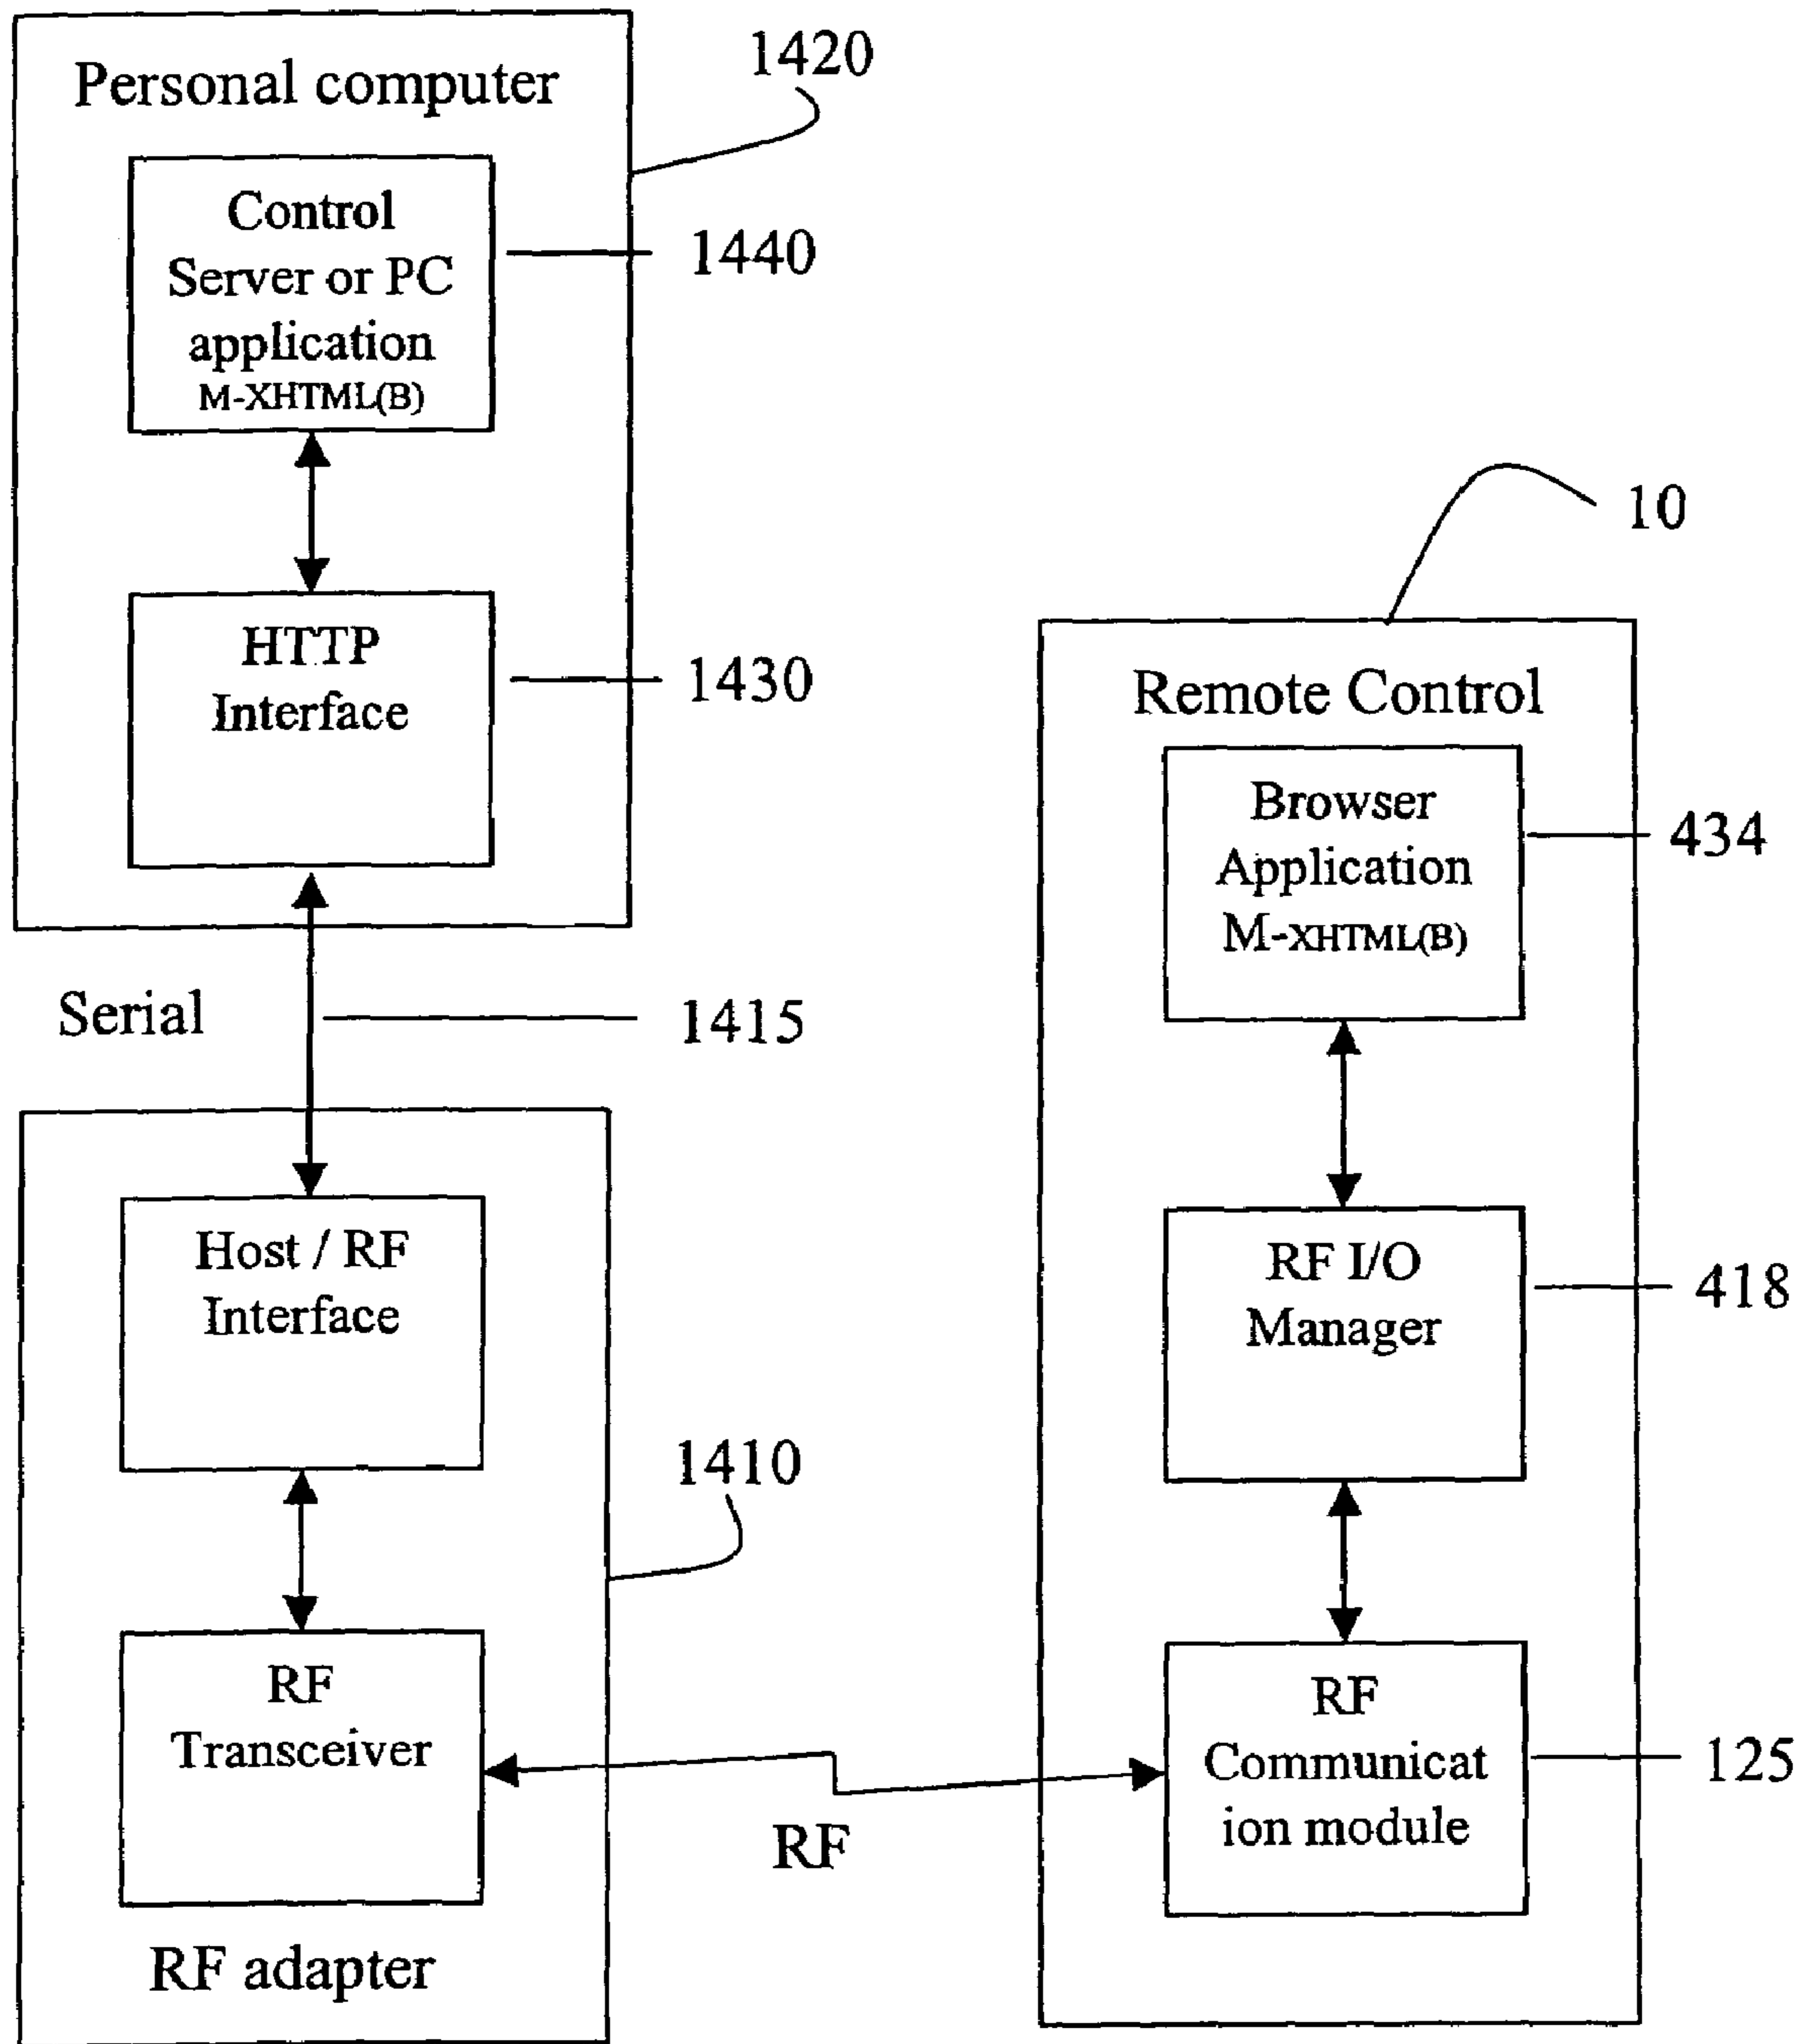 Personal computer
1420
Control
Server or PC
application
M-XHTML(B)
1440
HTTP
Interface
1430
Serial
1415
Host / RF
Interface
1410
RF
Transceiver
RF adapter
RF
10
Remote Control
Browser
Application
M-XHTML(B)
434
RF I/O
Manager
418
RF
Communicat
ion module
125